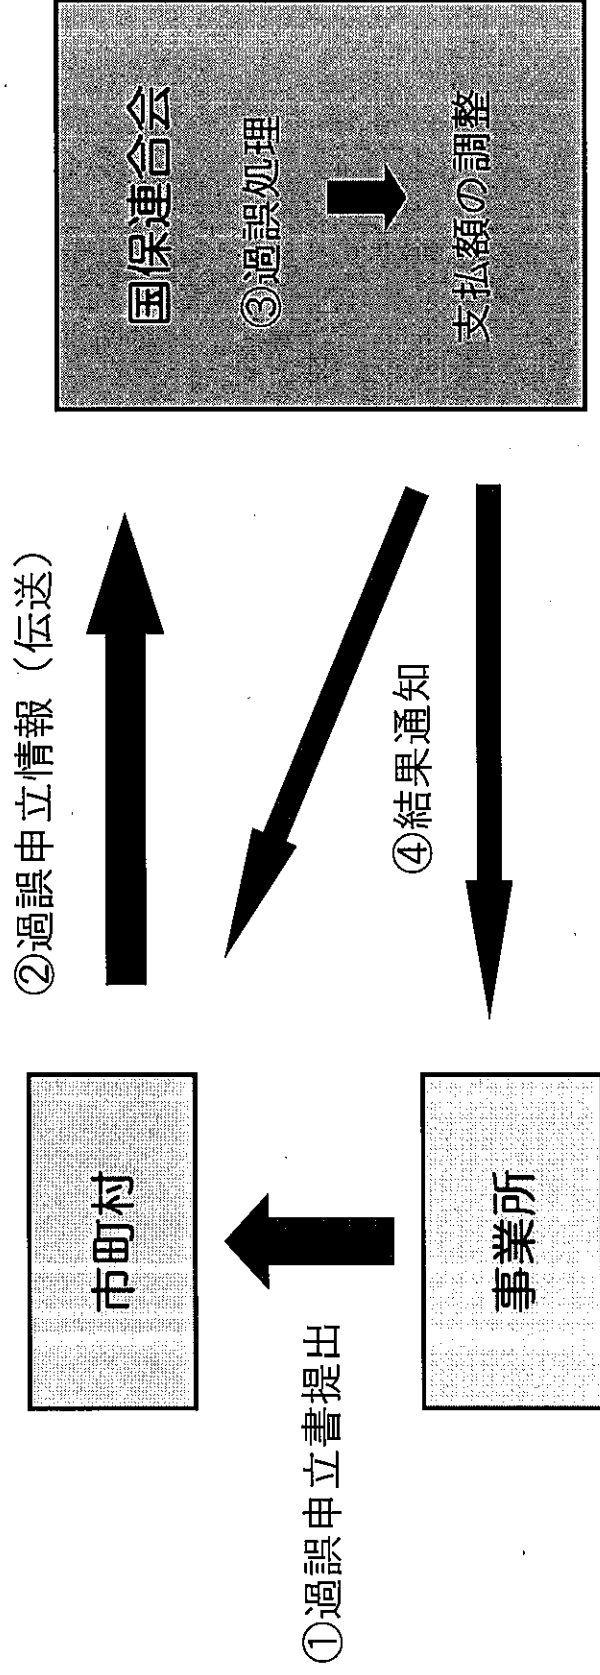 ①過誤申立書提出
市町村
事業所
②過誤申立情報（伝送）
④結果通知
国保連合会
③過誤処理
支払額の調整